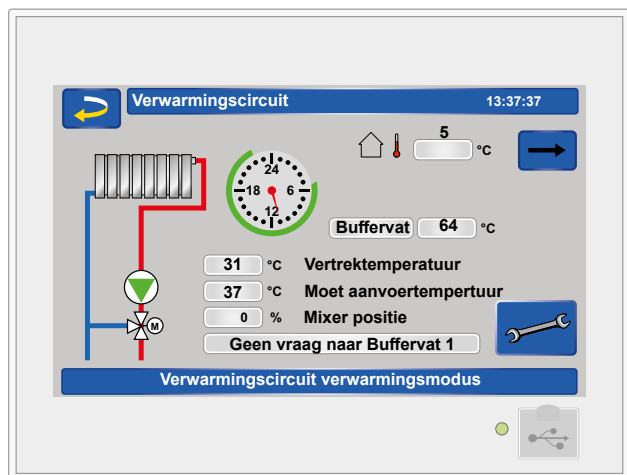 Verwarmingscircuit 13:37:37
5
°C
24
18 6
12
Buffervat 64 °C
31 °C Vertrektemperatuur
37 °C Moet aanvoertempertuur
0 % Mixer positie
M
Geen vraag naar Buffervat 1
Verwarmingscircuit verwarmingsmodus